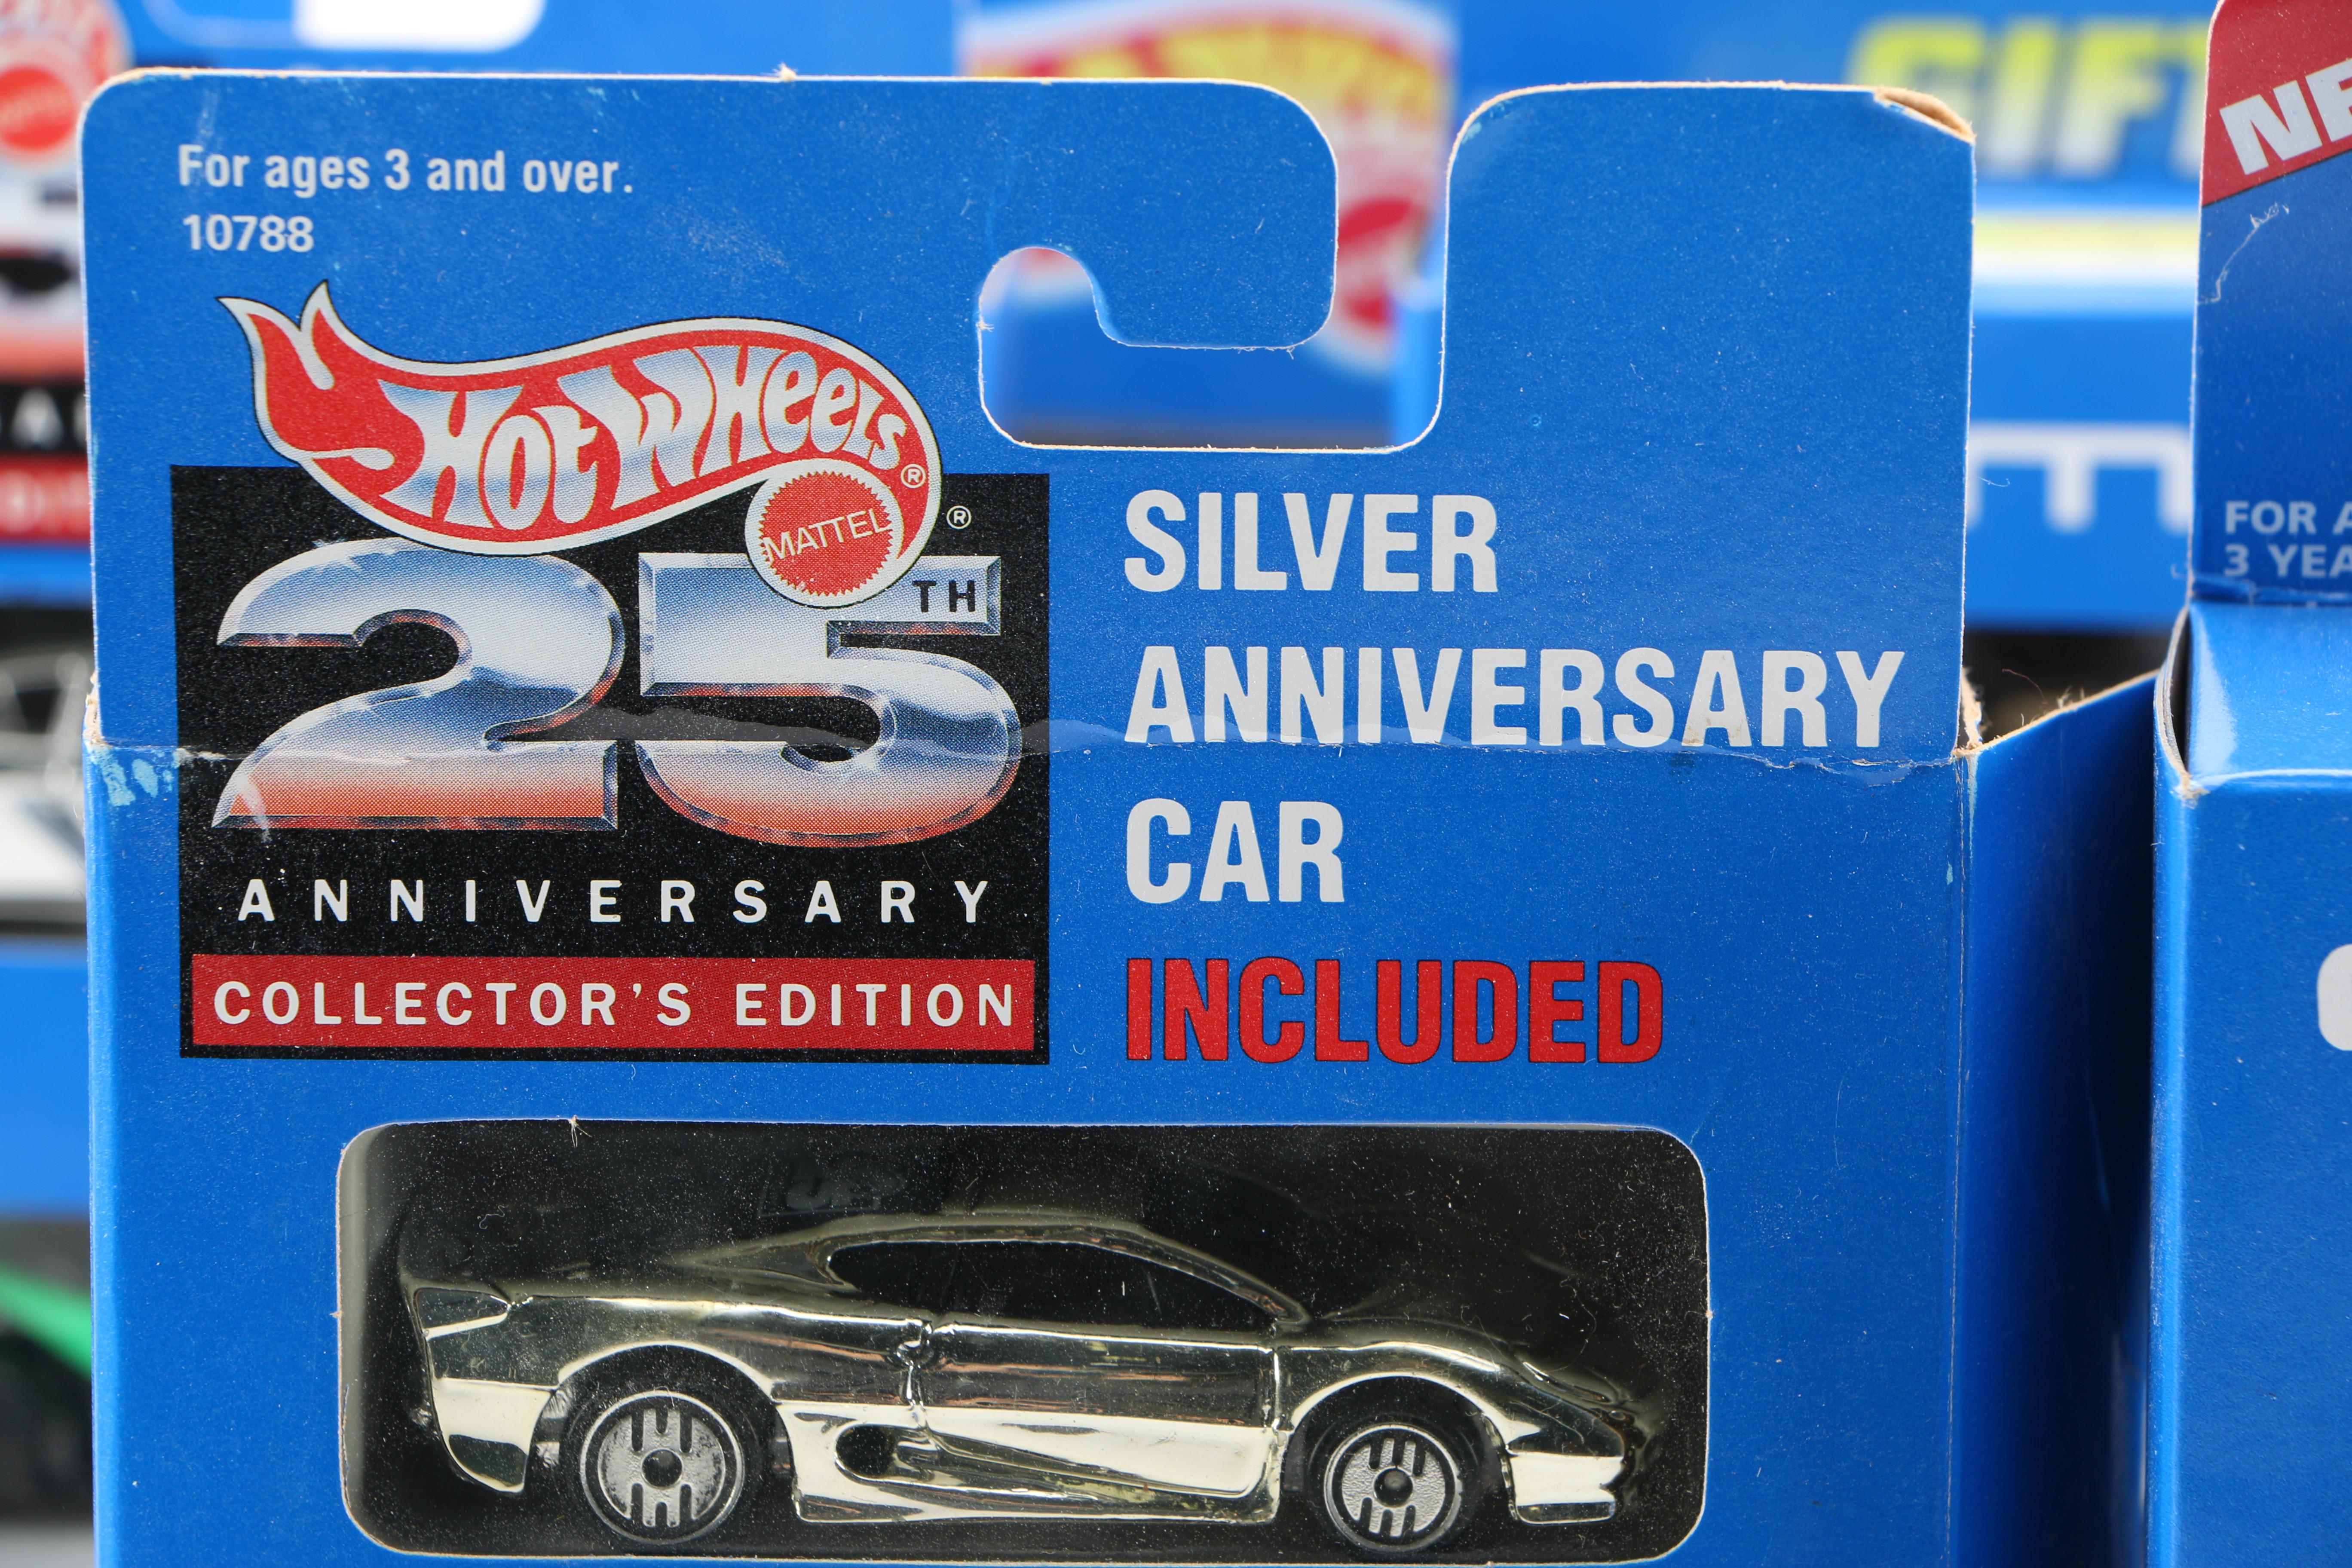 For ages 3 and over.
10788
HOT WHEELS®
MATTEL ®
25TH
ANNIVERSARY
COLLECTOR'S EDITION
SILVER
ANNIVERSARY
CAR
INCLUDED
GIFT
FOR
3